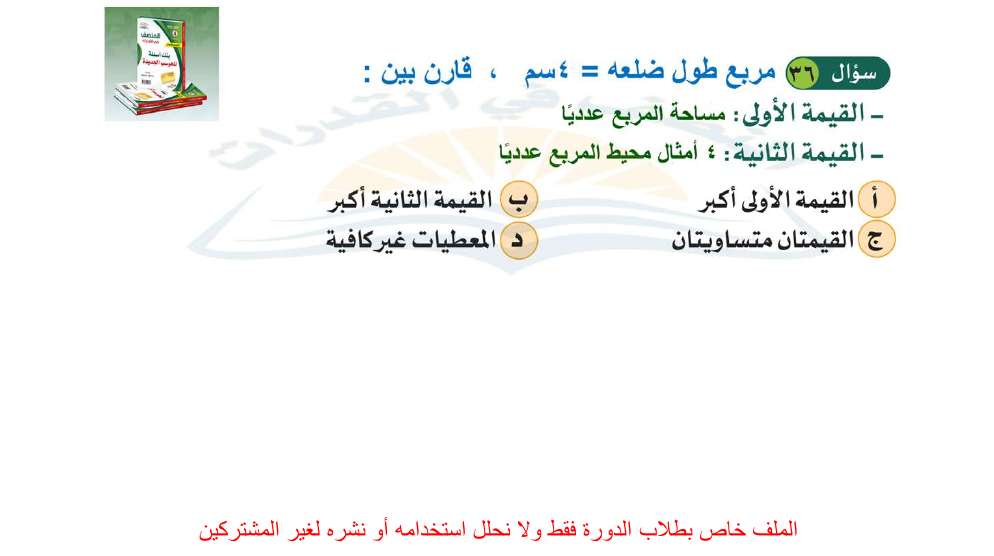 سؤال ٣٦ مربع طول ضلعه = ٤سم ، قارن بين :
- القيمة الأولى: مساحة المربع عدديًا
- القيمة الثانية: ٤ أمثال محيط المربع عدديًا
أ القيمة الأولى أكبر ب القيمة الثانية أكبر
ج القيمتان متساويتان د المعطيات غير كافية
الملف خاص بطلاب الدورة فقط ولا نحلل استخدامه أو نشره لغير المشتركين